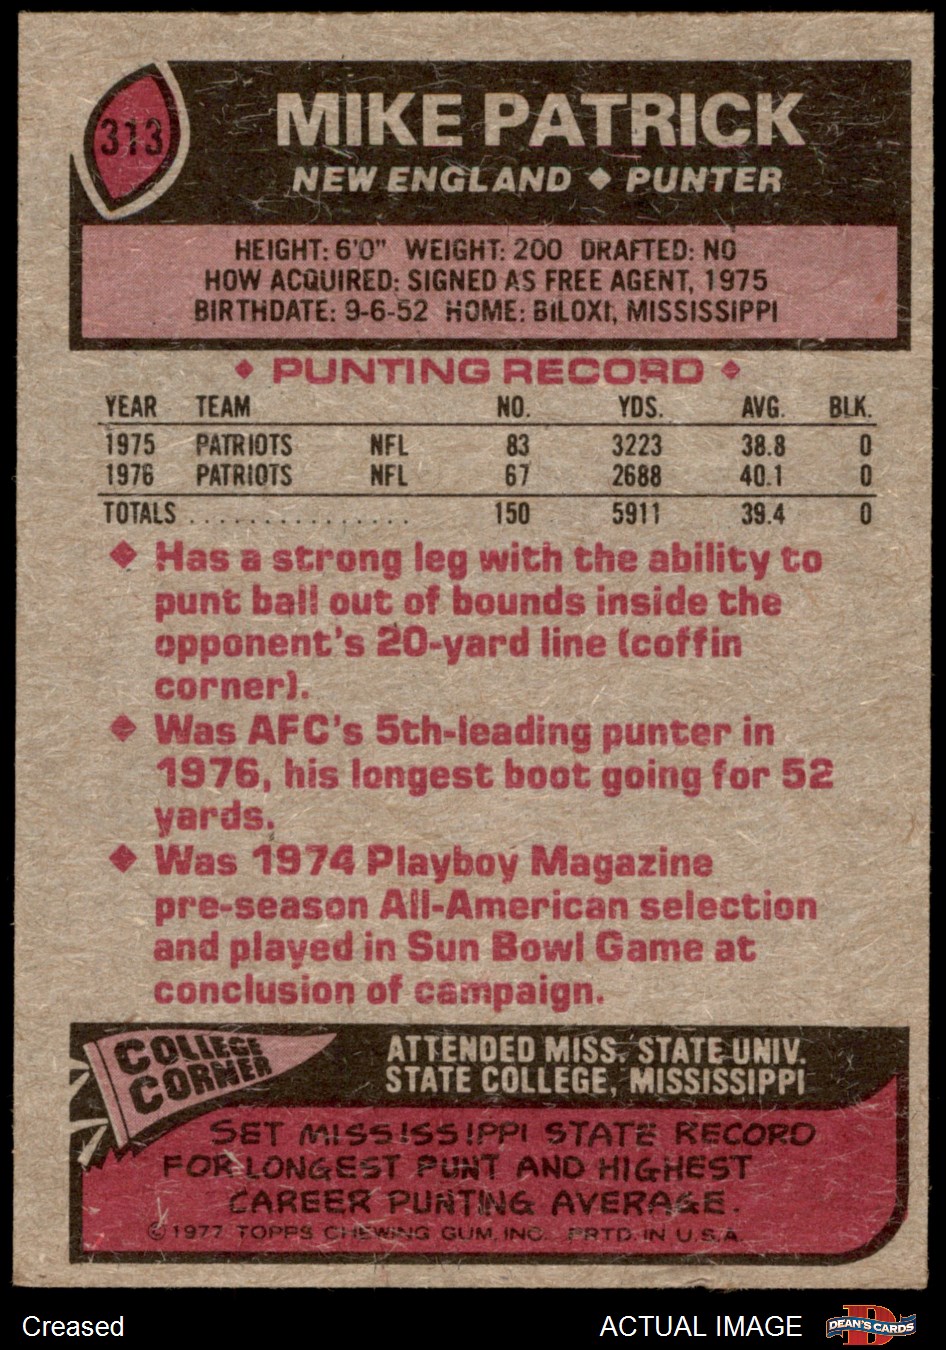 313
MIKE PATRICK
NEW ENGLAND ◆ PUNTER
HEIGHT: 6'0" WEIGHT: 200 DRAFTED: NO
HOW ACQUIRED: SIGNED AS FREE AGENT, 1975
BIRTHDATE: 9-6-52 HOME: BILOXI, MISSISSIPPI
◆ PUNTING RECORD ◆
YEAR TEAM NO. YDS. AVG. BLK.
1975 PATRIOTS NFL 83 3223 38.8 0
1976 PATRIOTS NFL 67 2688 40.1 0
TOTALS ................ 150 5911 39.4 0
◆ Has a strong leg with the ability to
punt ball out of bounds inside the
opponent's 20-yard line (coffin
corner).
◆ Was AFC's 5th-leading punter in
1976, his longest boot going for 52
yards.
◆ Was 1974 Playboy Magazine
pre-season All-American selection
and played in Sun Bowl Game at
conclusion of campaign.
COLLEGE
CORNER
ATTENDED MISS. STATE UNIV.
STATE COLLEGE, MISSISSIPPI
SET MISSISSIPPI STATE RECORD
FOR LONGEST PUNT AND HIGHEST
CAREER PUNTING AVERAGE.
©1977 TOPPS CHEWING GUM, INC. PRTD. IN U.S.A.
Creased
ACTUAL IMAGE
DEAN'S CARDS